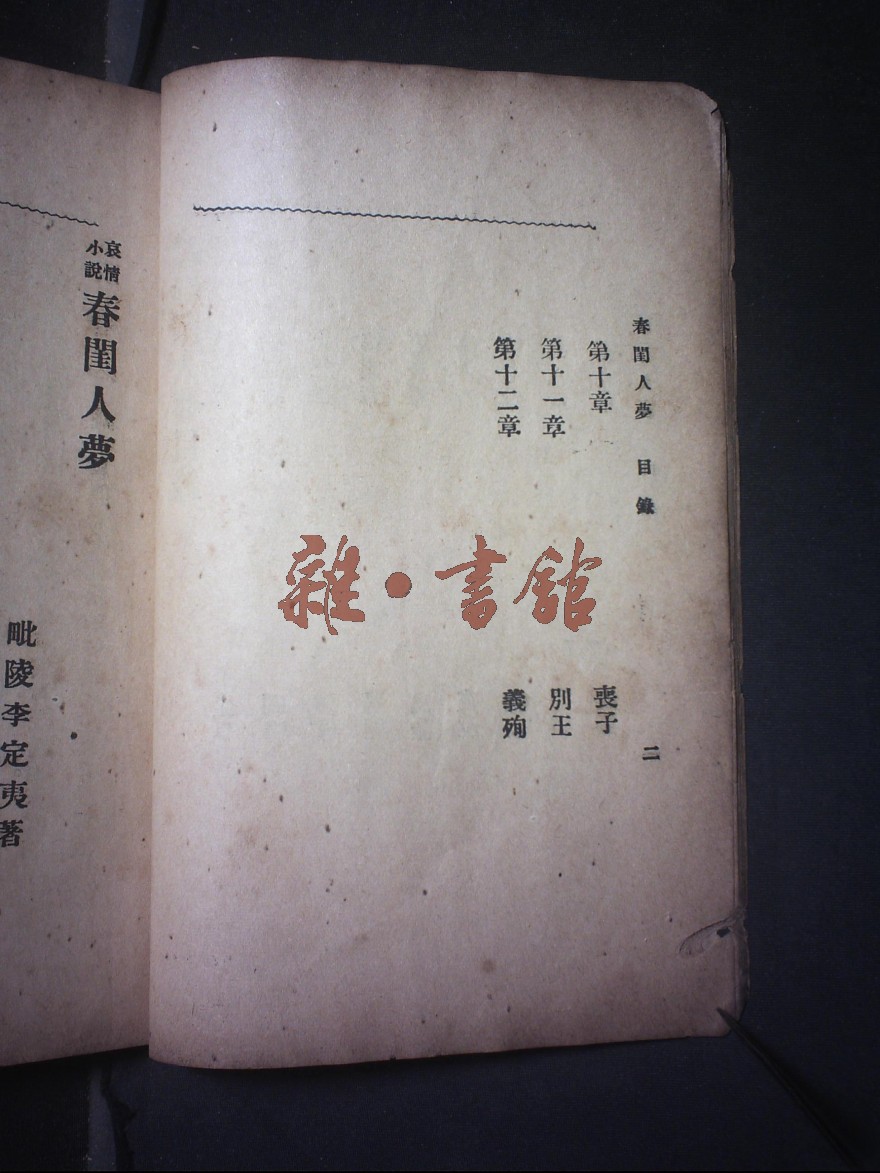 春閨人夢 目錄 二
第十章 喪子
第十一章 別王
第十二章 義殉
雜·書館
哀情小說 春閨人夢
毗陵李定夷著